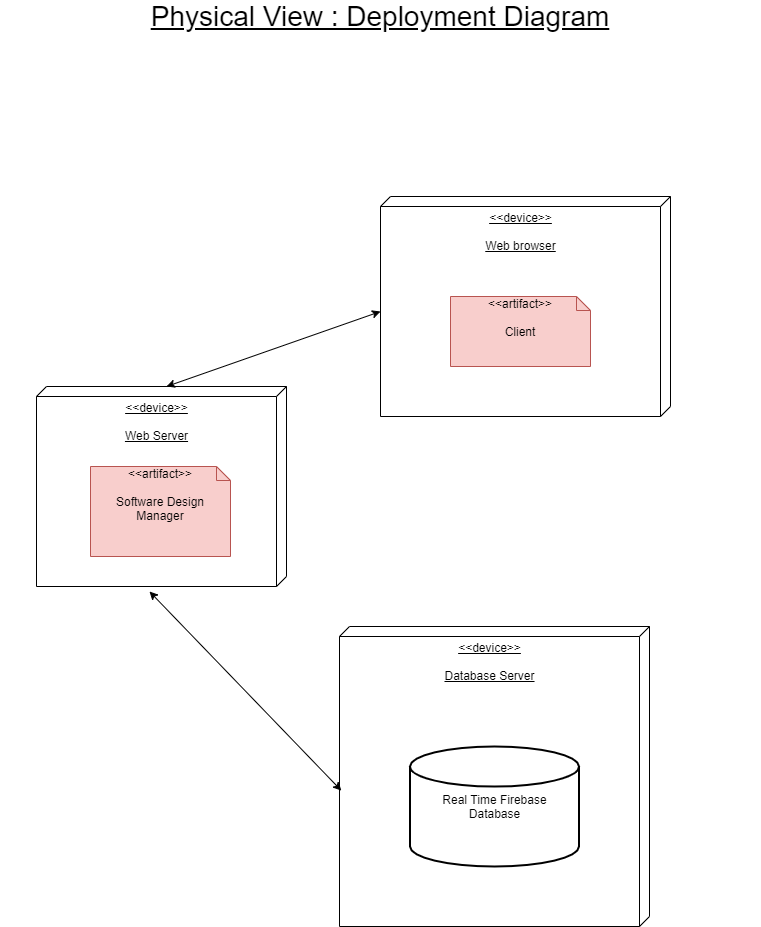 Physical View : Deployment Diagram
<<device>>
Web browser
<<artifact>>
Client
<<device>>
Web Server
<<artifact>>
Software Design
Manager
<<device>>
Database Server
Real Time Firebase
Database